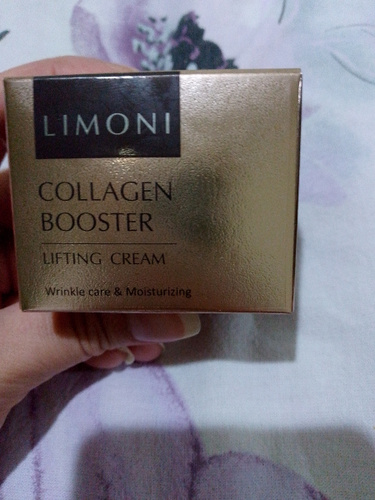 LIMONI
COLLAGEN
BOOSTER
LIFTING CREAM
Wrinkle care & Moisturizing